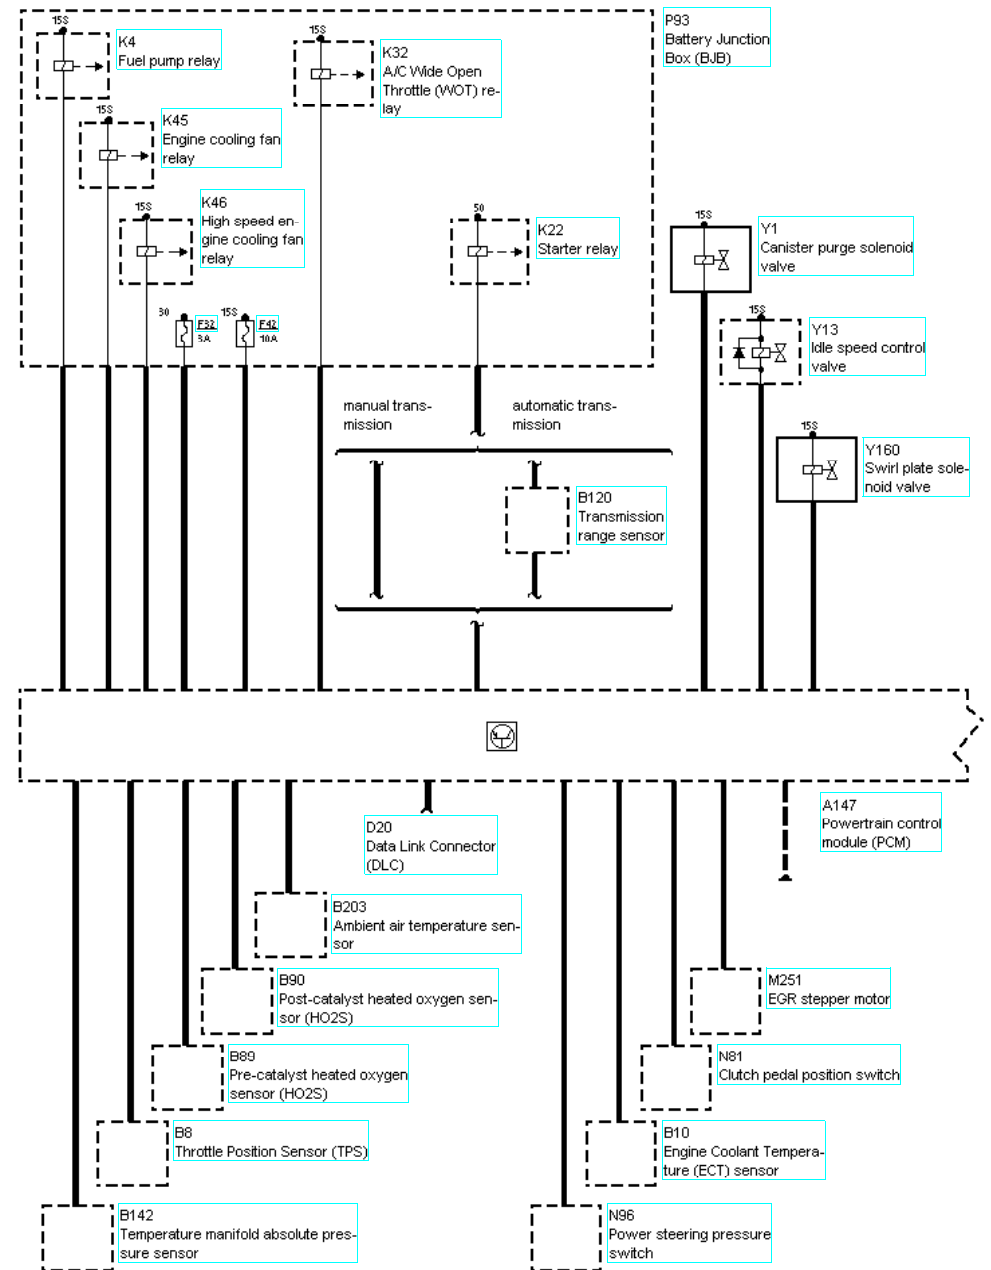 15S
K4
Fuel pump relay
15S
K32
A/C Wide Open
Throttle (WOT) re-
lay
P93
Battery Junction
Box (BJB)
15S
K45
Engine cooling fan
relay
15S
K46
High speed en-
gine cooling fan
relay
50
K22
Starter relay
15S
Y1
Canister purge solenoid
valve
30
F32
3A
15S
F42
10A
15S
Y13
Idle speed control
valve
manual trans-
mission
automatic trans-
mission
15S
Y160
Swirl plate sole-
noid valve
B120
Transmission
range sensor
A147
Powertrain control
module (PCM)
D20
Data Link Connector
(DLC)
B203
Ambient air temperature sen-
sor
B90
Post-catalyst heated oxygen sen-
sor (HO2S)
M251
EGR stepper motor
B89
Pre-catalyst heated oxygen
sensor (HO2S)
N81
Clutch pedal position switch
B8
Throttle Position Sensor (TPS)
B10
Engine Coolant Tempera-
ture (ECT) sensor
B142
Temperature manifold absolute pres-
sure sensor
N96
Power steering pressure
switch